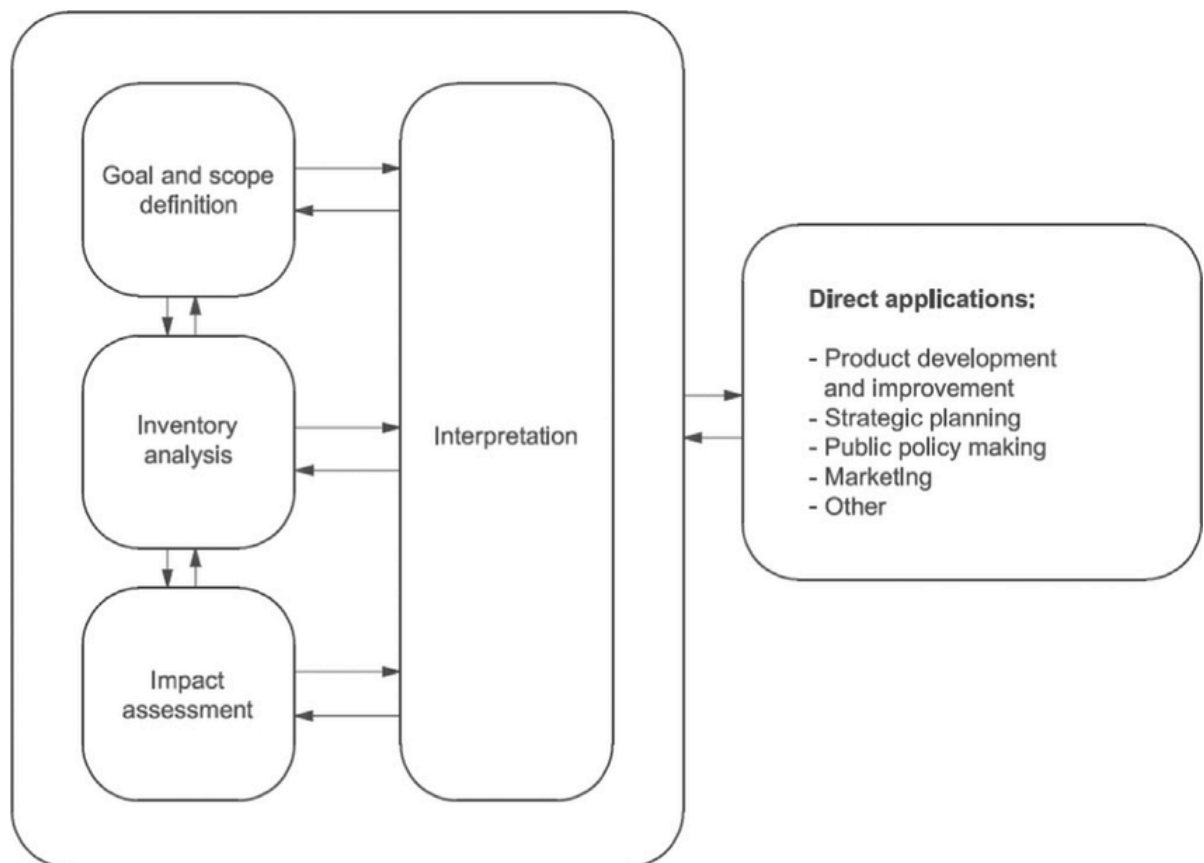 Goal and scope
definition
Inventory
analysis
Impact
assessment
Interpretation
Direct applications:
- Product development
and improvement
- Strategic planning
- Public policy making
- Marketing
- Other